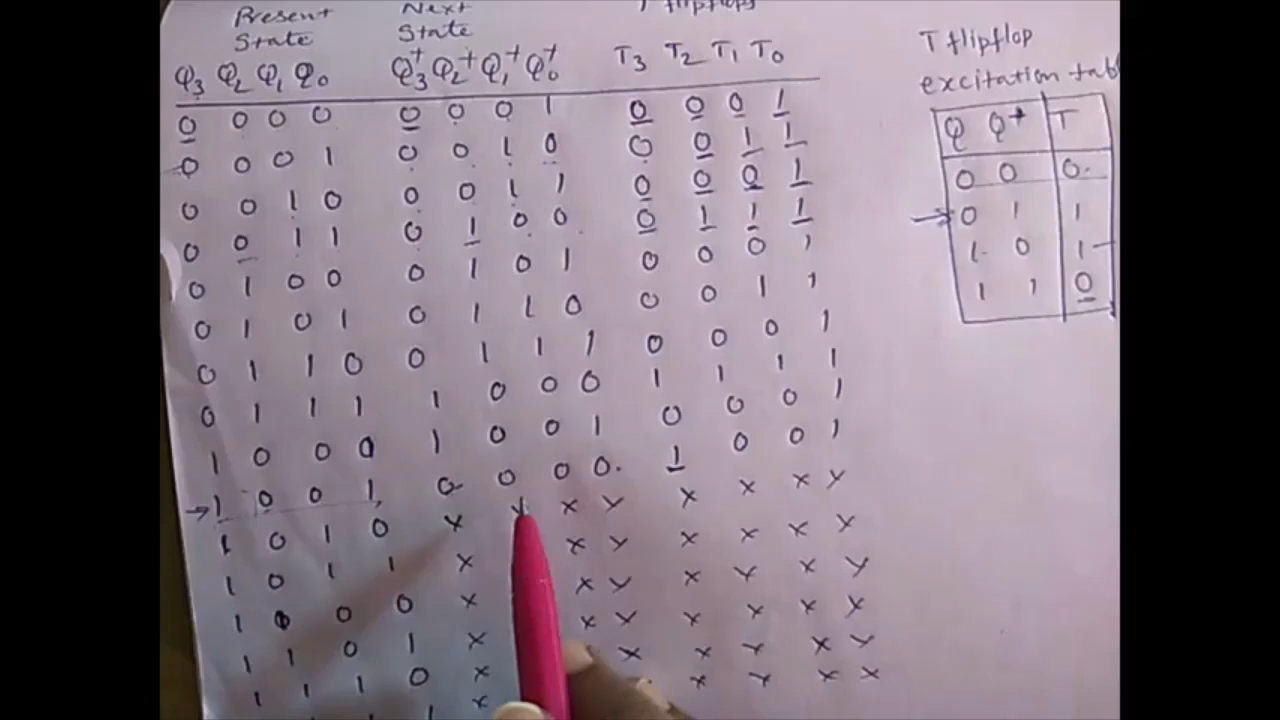 Present Next flipflops
State State
Q3 Q2 Q1 Q0 Q3+ Q2+ Q1+ Q0+ T3 T2 T1 T0
0 0 0 0 0 0 0 1 0 0 0 1
0 0 0 1 0 0 1 0 0 0 1 1
0 0 1 0 0 0 1 1 0 0 0 1
0 0 1 1 0 1 0 0 0 1 1 1
0 1 0 0 0 1 0 1 0 0 0 1
0 1 0 1 0 1 1 0 0 0 1 1
0 1 1 0 0 1 1 1 0 0 0 1
0 1 1 1 1 0 0 0 1 1 1 1
1 0 0 0 1 0 0 1 0 0 0 1
→ 1 0 0 1 0 0 0 0. 1 0 0 1
1 0 1 0 x x x x x x x x
1 0 1 1 x x x x x x x
1 0 0 x x x x x x x
1 1 0 1 x x x x x x x
1 1 1 0 x x x x x x
1 x x x x x
T flipflop
excitation tab
Q Q+ T
0 0 0.
→ 0 1 1
1. 0 1
1 1 0